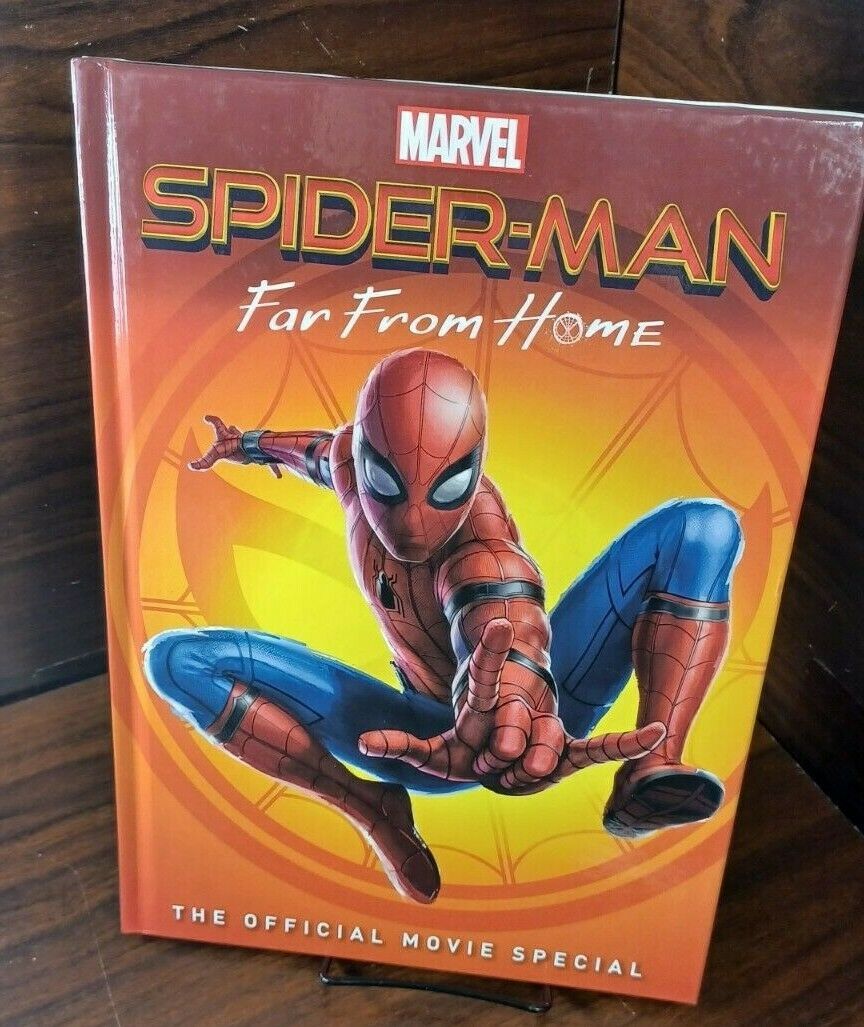 MARVEL
SPIDER-MAN
Far From Home
THE OFFICIAL MOVIE SPECIAL